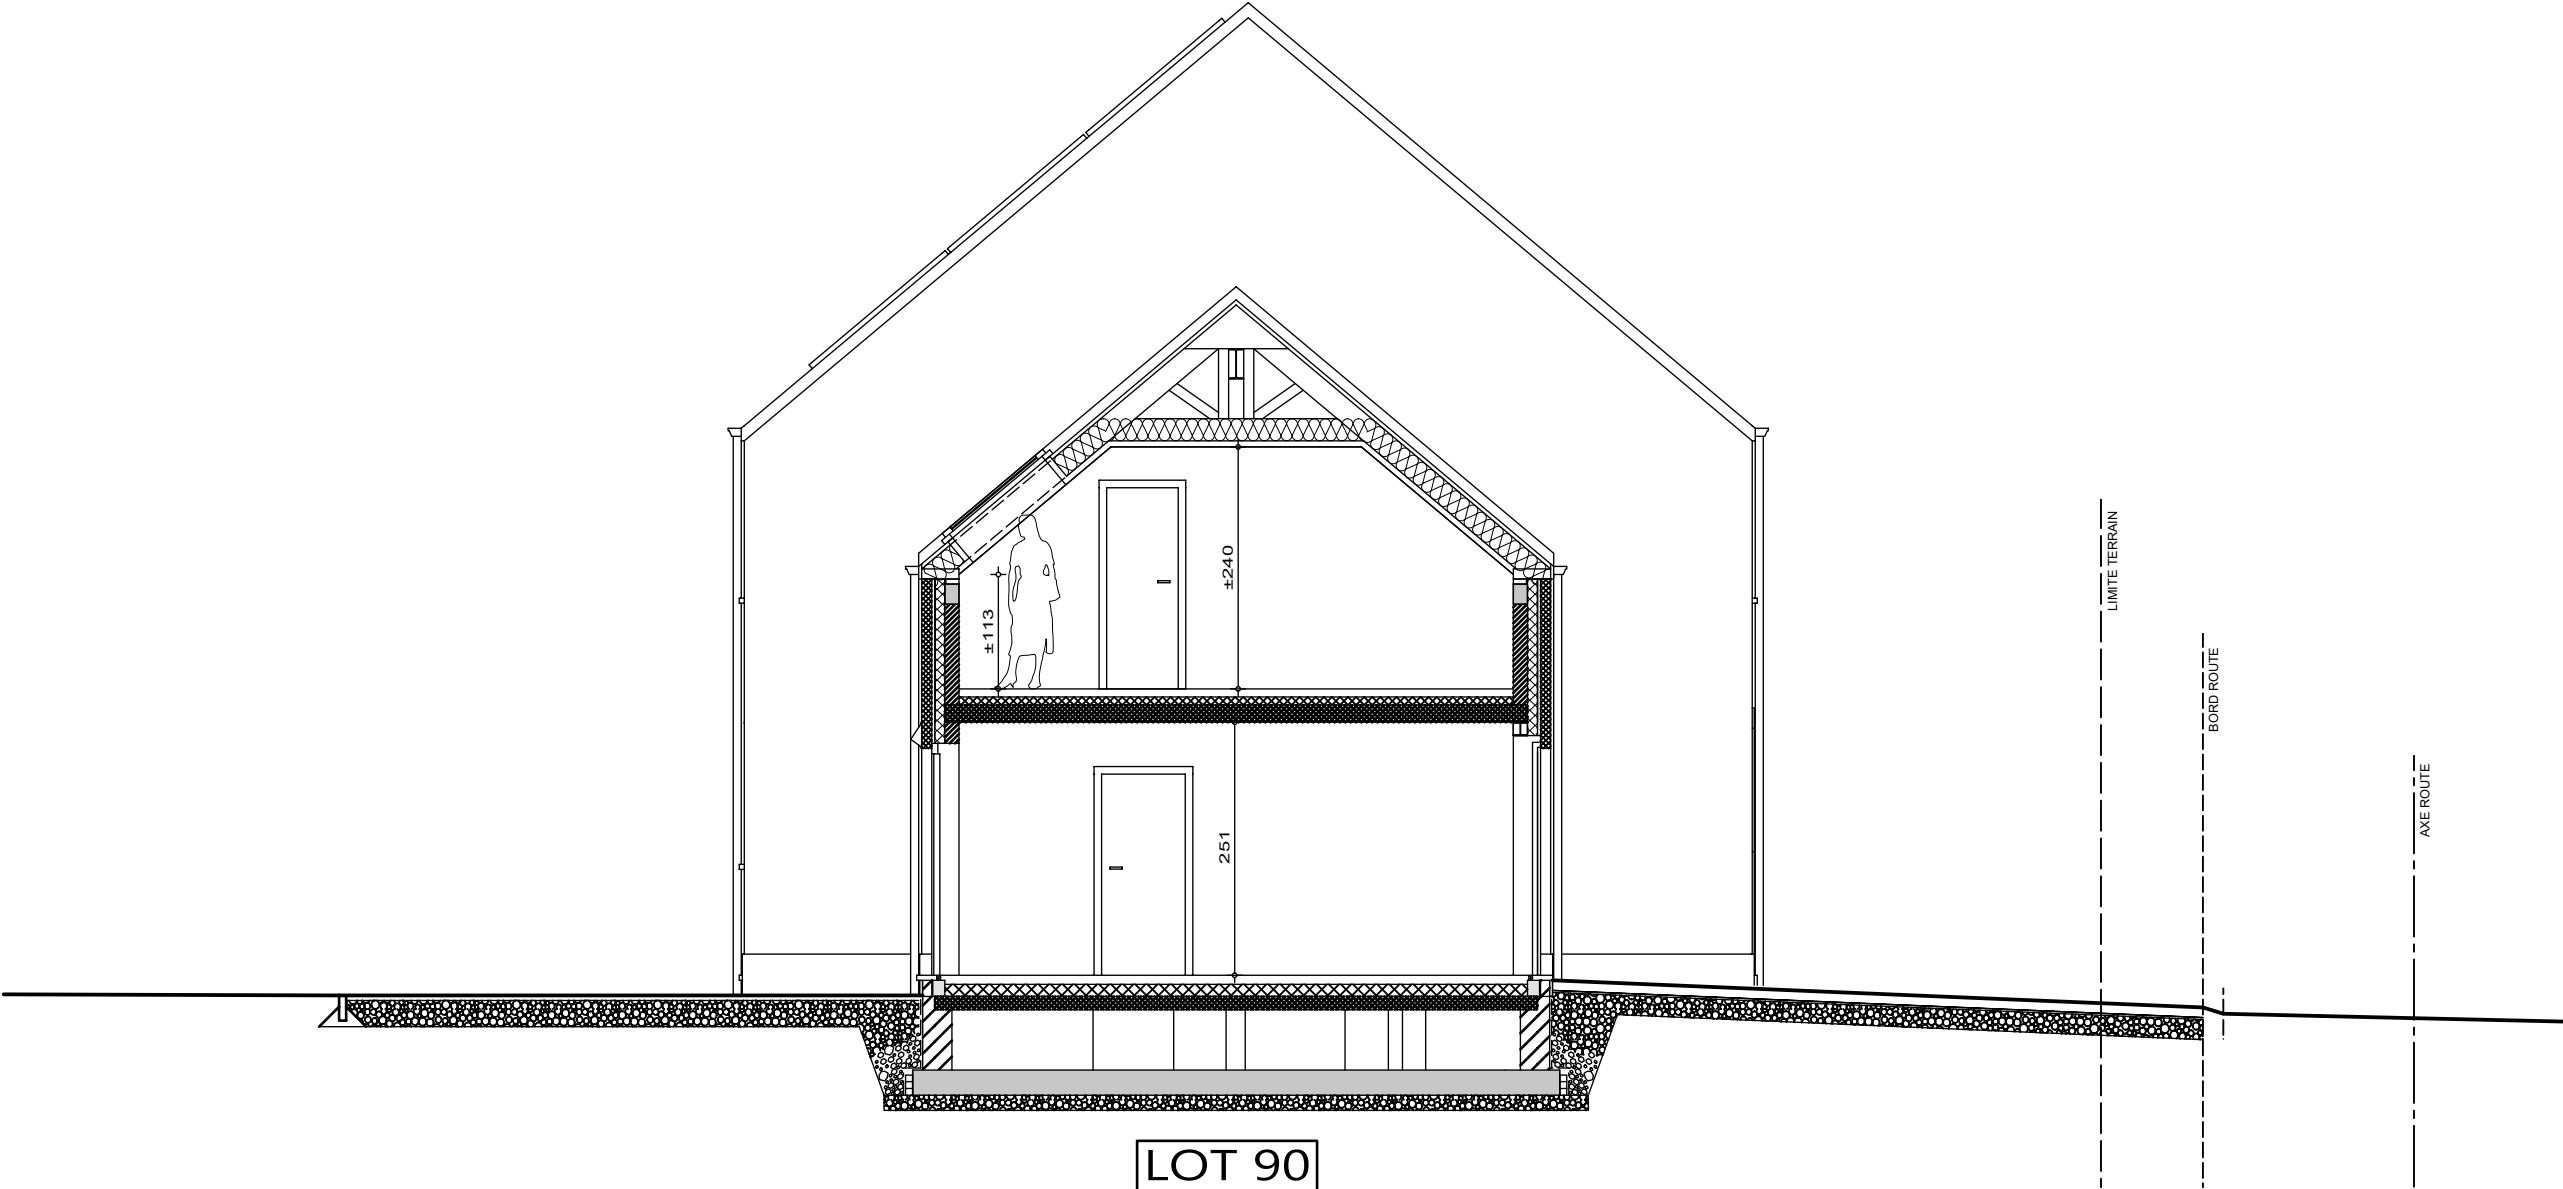 ±240
±113
251
LIMITE TERRAIN
BORD ROUTE
AXE ROUTE
LOT 90